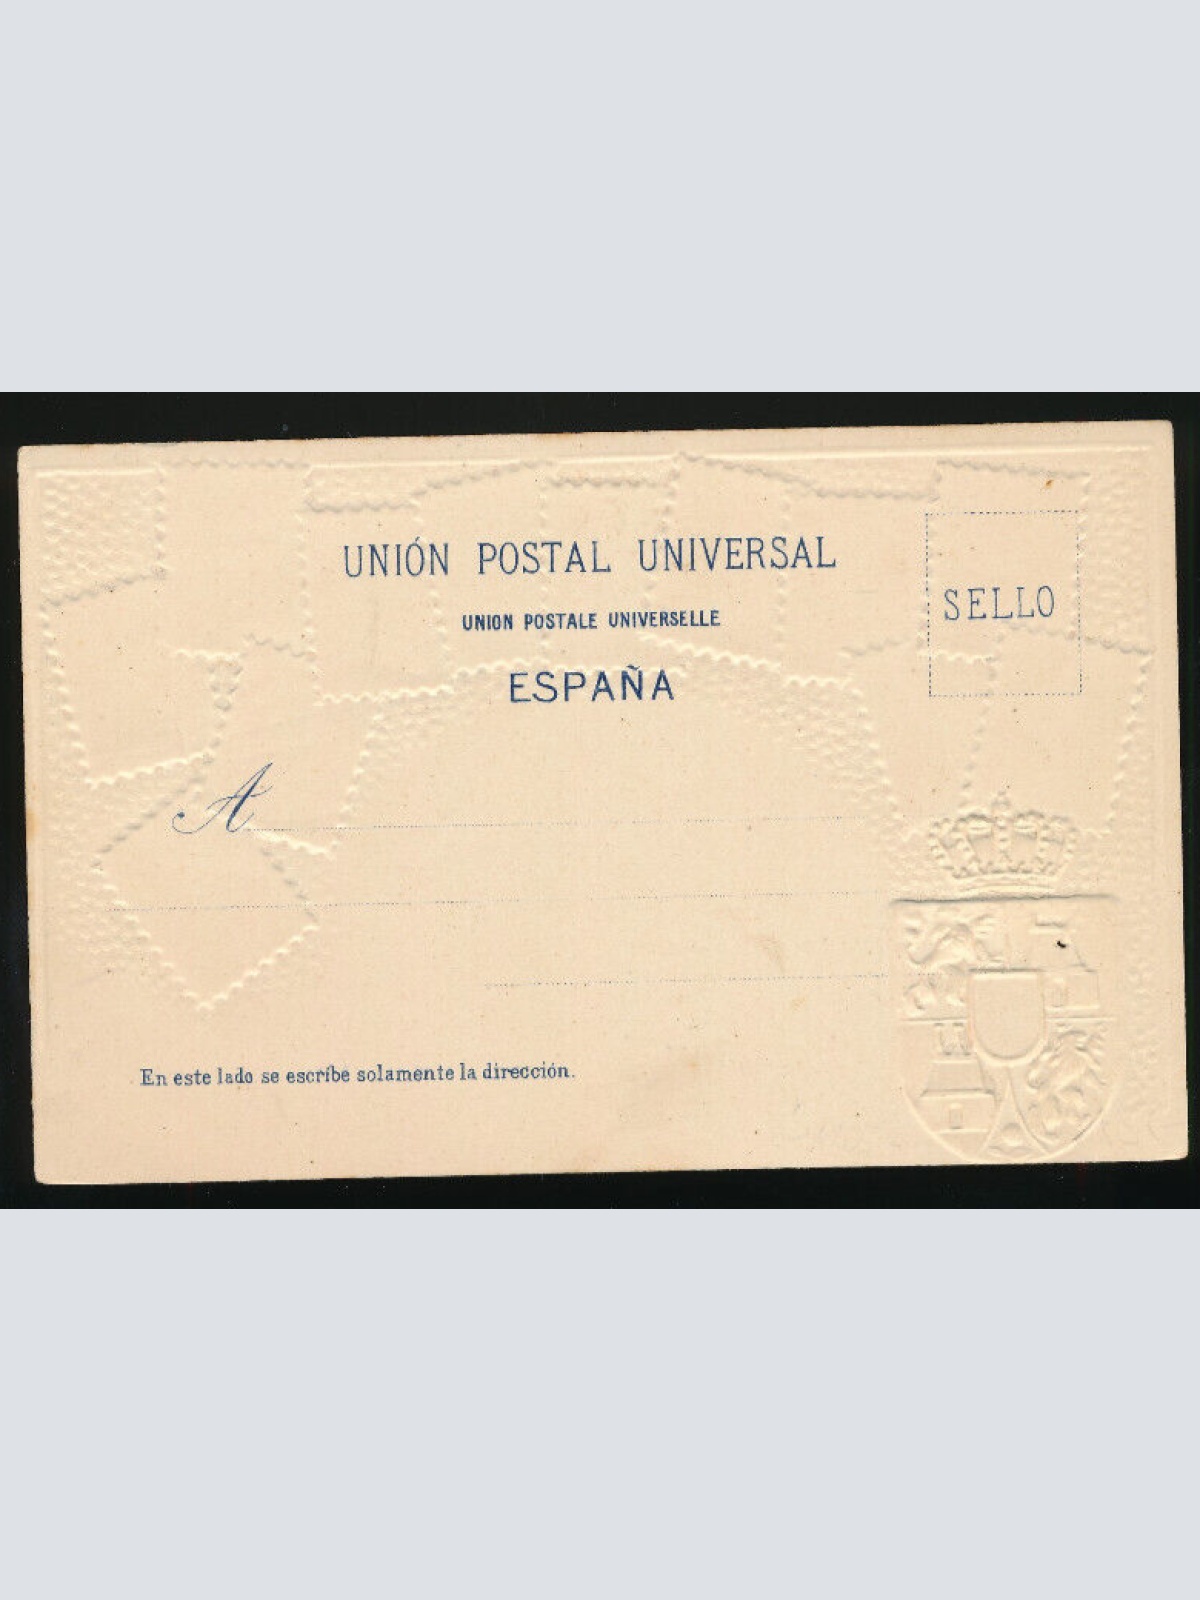 UNIÓN POSTAL UNIVERSAL
SELLO
UNION POSTALE UNIVERSELLE
ESPAÑA
A
En este lado se escribe solamente la dirección.